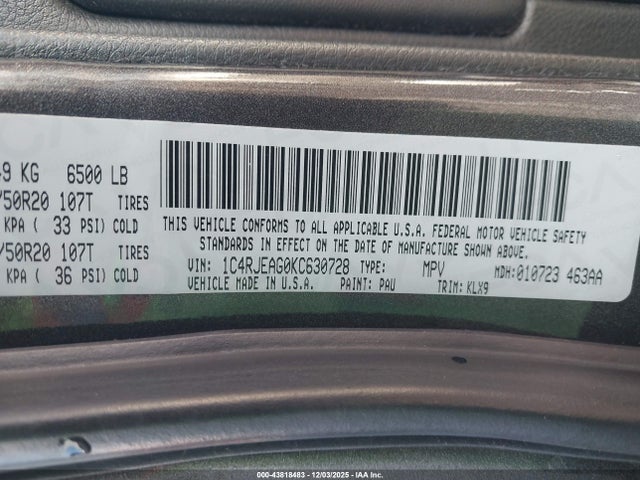 49 KG 6500 LB
/50R20 107T TIRES
KPA ( 33 PSI) COLD
/50R20 107T TIRES
KPA ( 36 PSI) COLD
THIS VEHICLE CONFORMS TO ALL APPLICABLE U.S.A. FEDERAL MOTOR VEHICLE SAFETY
STANDARDS IN EFFECT ON THE DATE OF MANUFACTURE SHOWN ABOVE.
VIN: 1C4RJEAG0KC630728 TYPE: MPV MDH:010723 463AA
VEHICLE MADE IN U.S.A. PAINT: PAU TRIM: KLX9
000-43818483 - 12/03/2025 - IAA Inc.